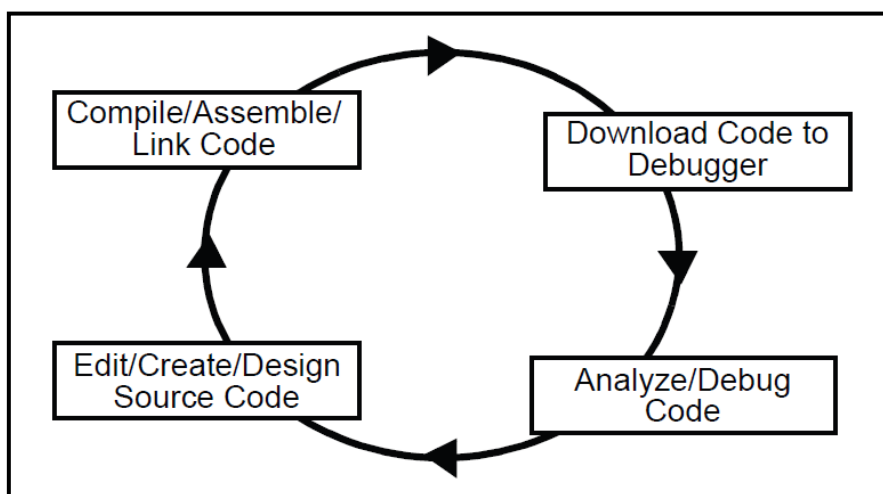 Compile/Assemble/
Link Code
Download Code to
Debugger
Edit/Create/Design
Source Code
Analyze/Debug
Code